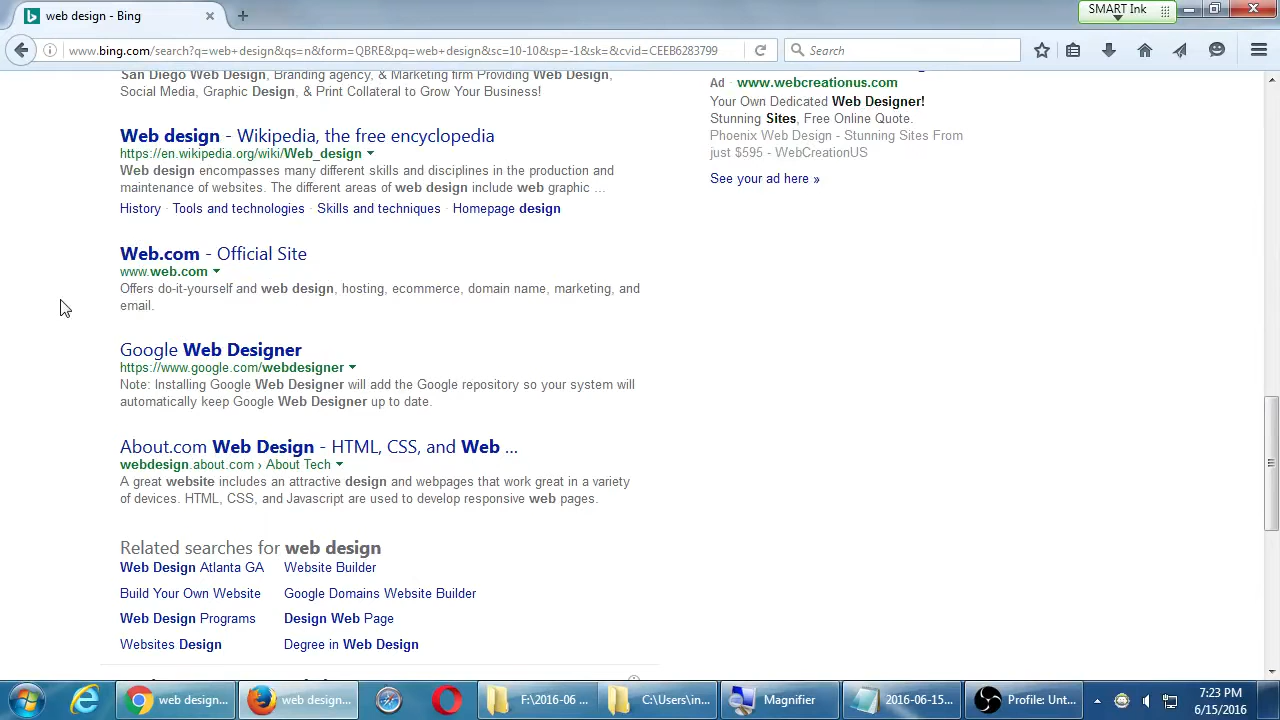 web design - Bing
SMART Ink
www.bing.com/search?q=web+design&qs=n&form=QBRE&pq=web+design&sc=10-10&sp=-1&sk=&cvid=CEEB6283799
Search
San Diego Web Design, Branding agency, & Marketing firm Providing Web Design,
Social Media, Graphic Design, & Print Collateral to Grow Your Business!
Web design - Wikipedia, the free encyclopedia
https://en.wikipedia.org/wiki/Web_design
Web design encompasses many different skills and disciplines in the production and
maintenance of websites. The different areas of web design include web graphic ...
History · Tools and technologies · Skills and techniques · Homepage design
Web.com - Official Site
www.web.com
Offers do-it-yourself and web design, hosting, ecommerce, domain name, marketing, and
email.
Google Web Designer
https://www.google.com/webdesigner
Note: Installing Google Web Designer will add the Google repository so your system will
automatically keep Google Web Designer up to date.
About.com Web Design - HTML, CSS, and Web ...
webdesign.about.com › About Tech
A great website includes an attractive design and webpages that work great in a variety
of devices. HTML, CSS, and Javascript are used to develop responsive web pages.
Related searches for web design
Web Design Atlanta GA
Website Builder
Build Your Own Website
Google Domains Website Builder
Web Design Programs
Design Web Page
Websites Design
Degree in Web Design
Ad · www.webcreationus.com
Your Own Dedicated Web Designer!
Stunning Sites, Free Online Quote.
Phoenix Web Design - Stunning Sites From
just $595 - WebCreationUS
See your ad here »
web design...
web design...
F:\2016-06 ...
C:\Users\in...
Magnifier
2016-06-15...
Profile: Unt...
7:23 PM
6/15/2016